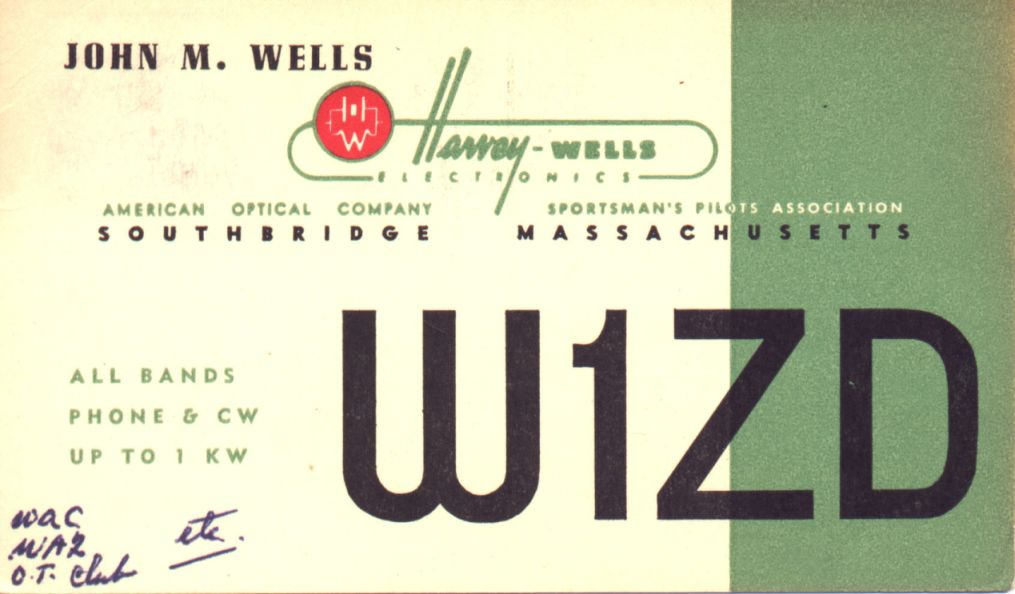 JOHN M. WELLS
H W
Harvey-WELLS
ELECTRONICS
AMERICAN OPTICAL COMPANY SPORTSMAN'S PILOTS ASSOCIATION
SOUTHBRIDGE MASSACHUSETTS
W1ZD
ALL BANDS
PHONE & CW
UP TO 1 KW
WAC
WAZ etc.
O.T. Club